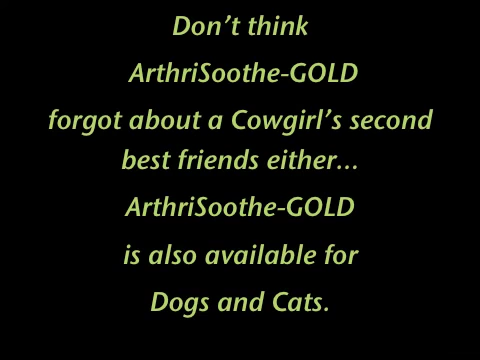 Don’t think
ArthriSoothe-GOLD
forgot about a Cowgirl’s second
best friends either...
ArthriSoothe-GOLD
is also available for
Dogs and Cats.